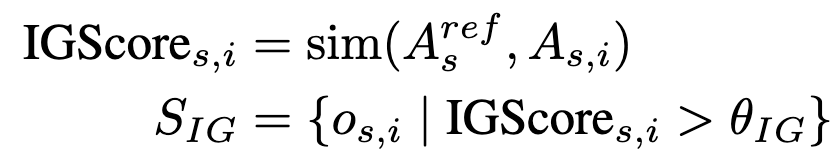 IGScore_{s,i} = sim(A_s^{ref}, A_{s,i})
S_{IG} = {o_{s,i} | IGScore_{s,i} > θ_{IG}}